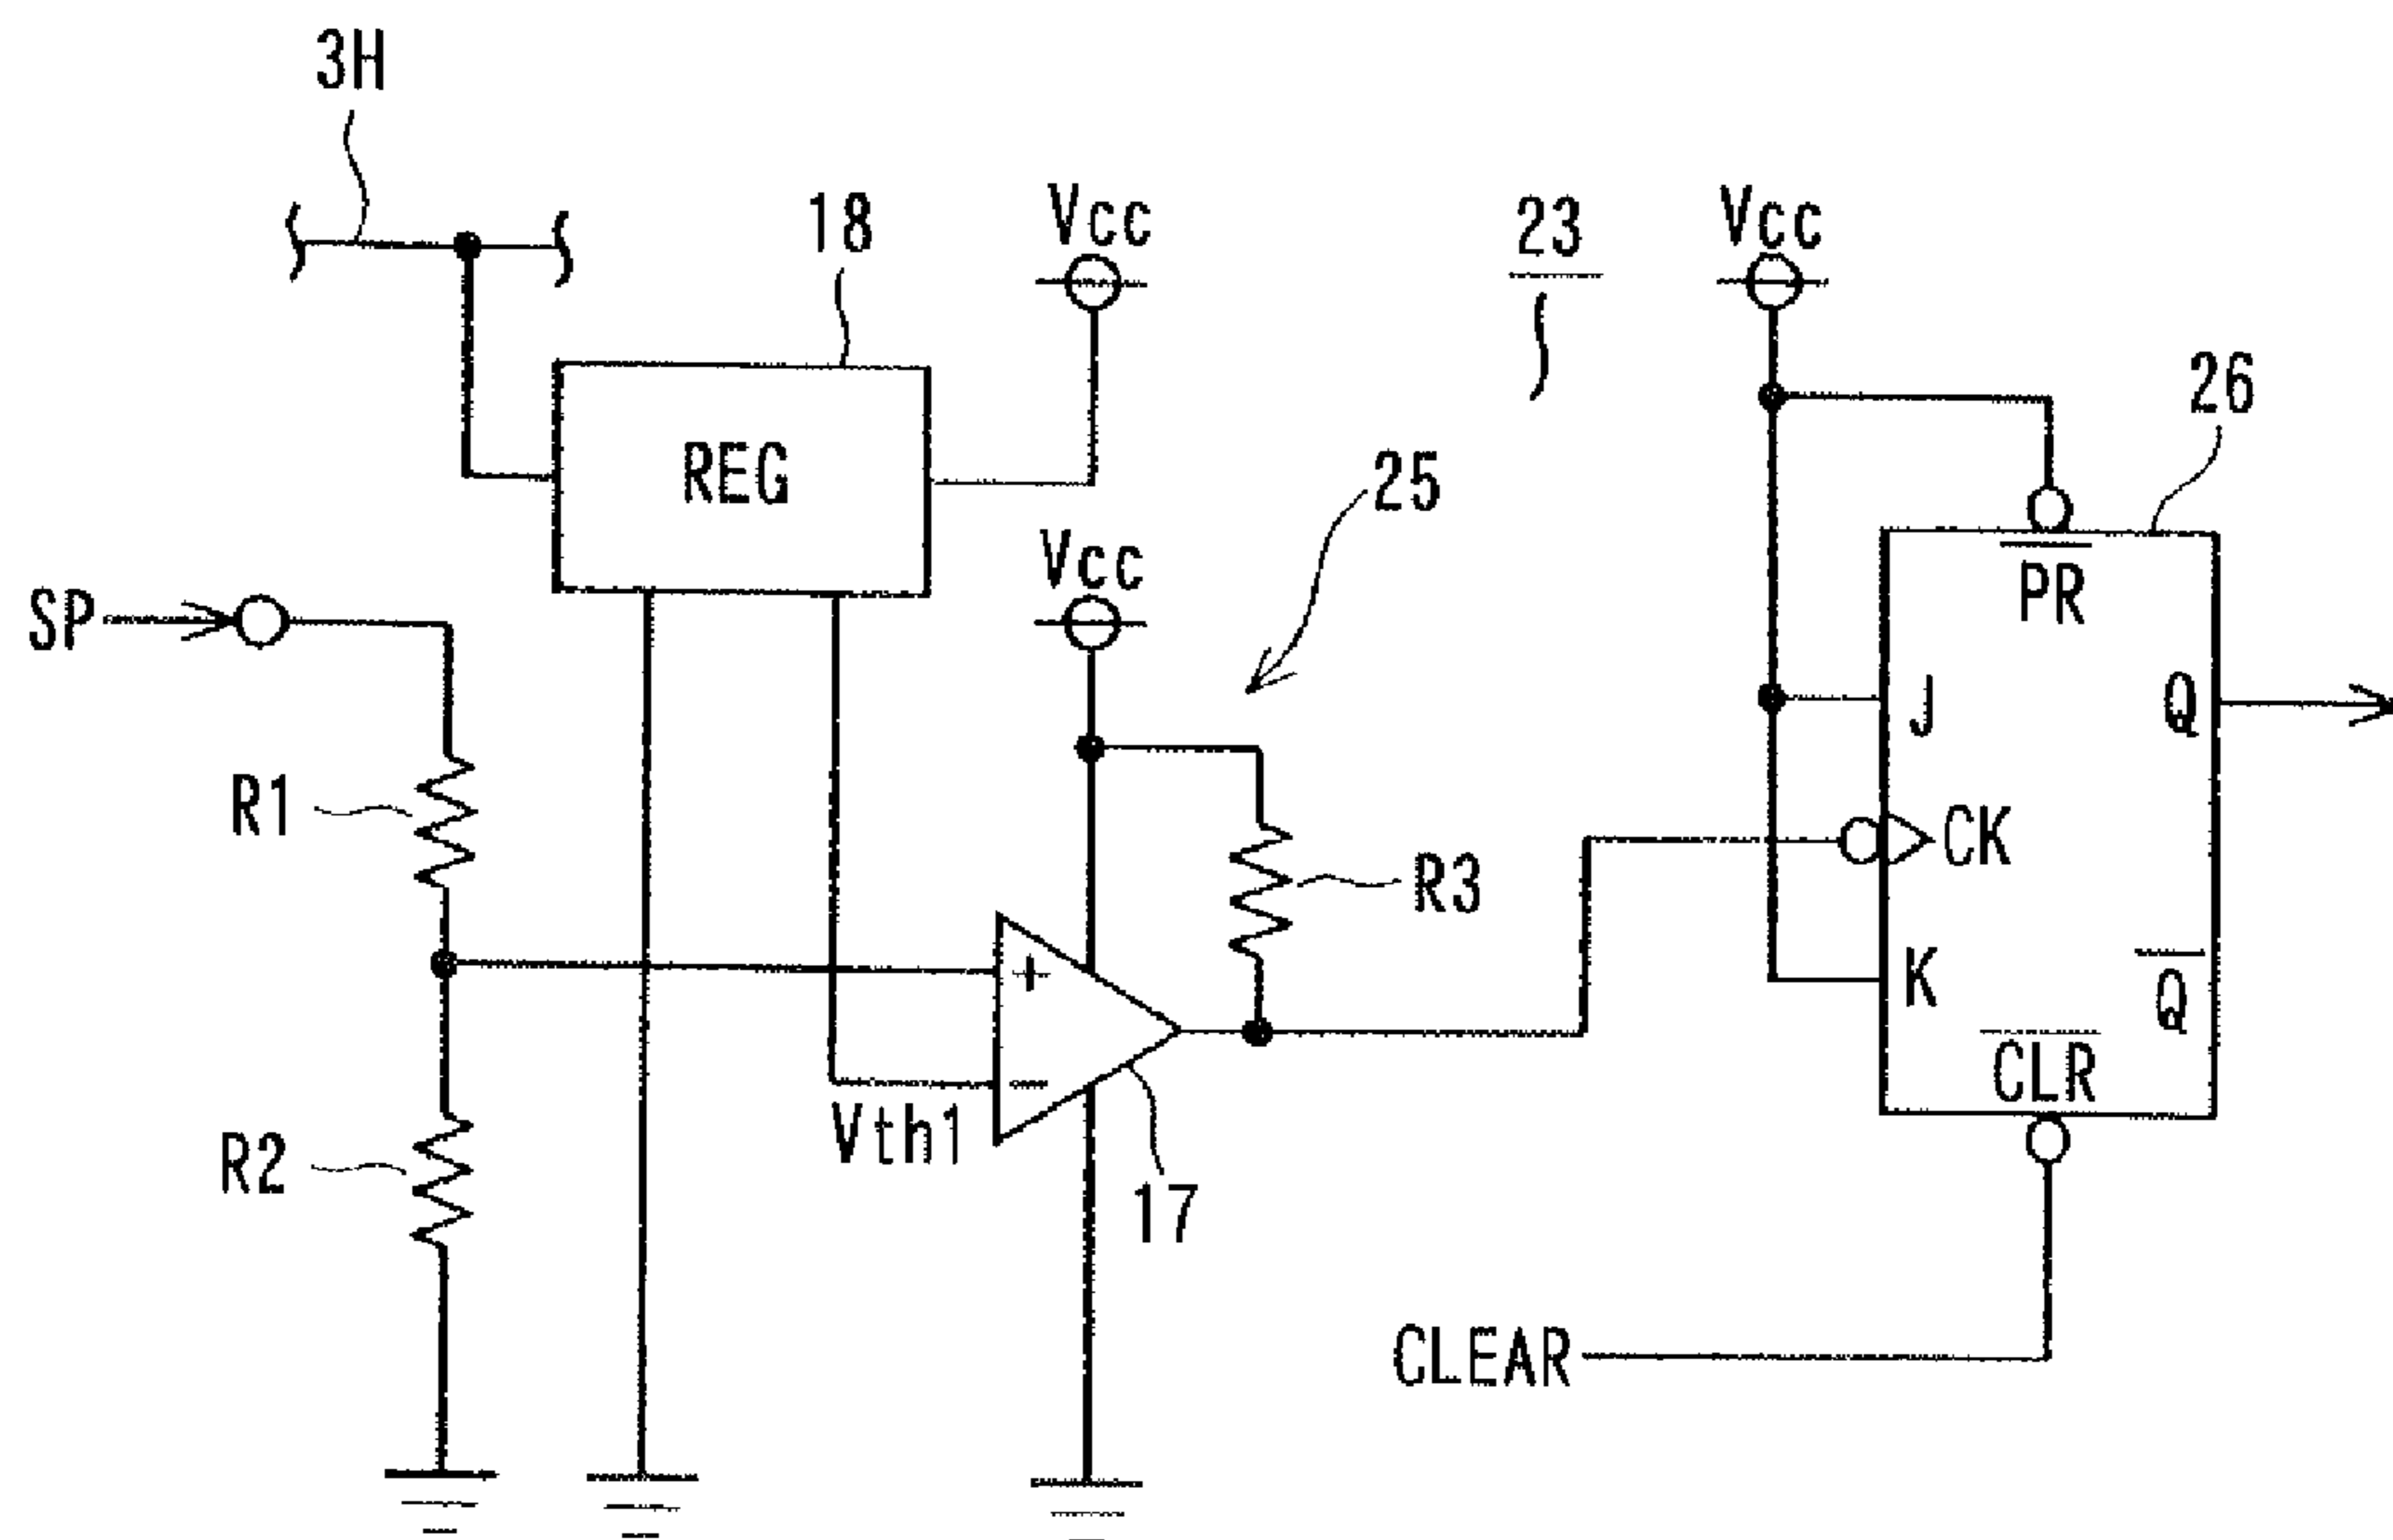 3H
18
Vcc
23
Vcc
26
REG
25
Vcc
SP
PR
J
Q
R1
CK
R3
+
K
Q
−
CLR
Vth1
R2
17
CLEAR